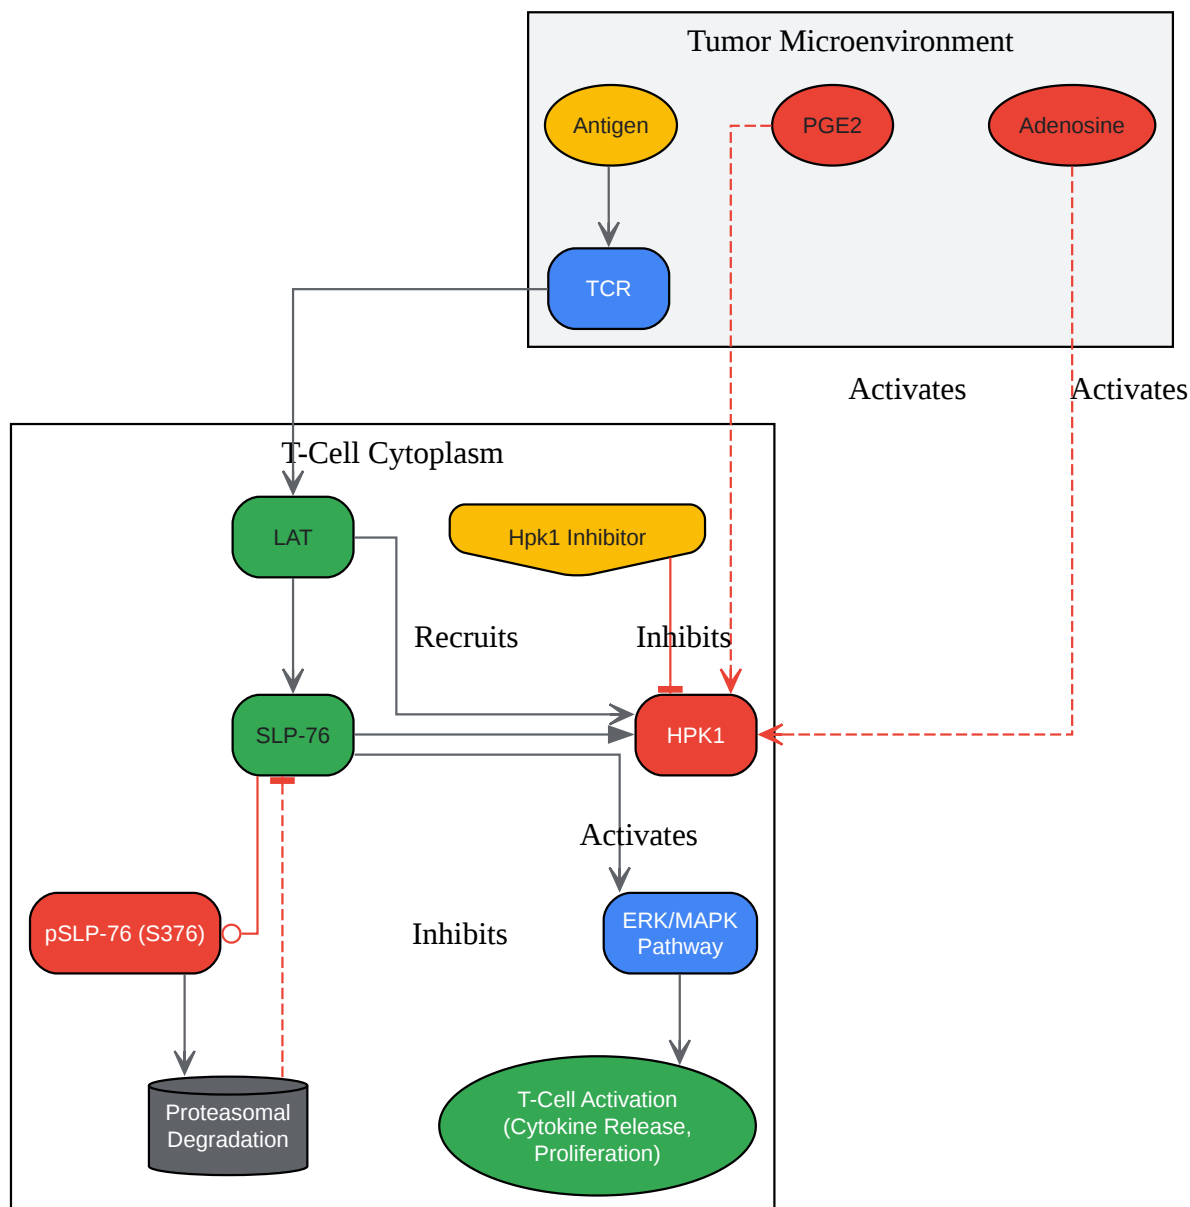 Tumor Microenvironment
Antigen
PGE2
Adenosine
TCR
Activates
Activates
T-Cell Cytoplasm
LAT
Hpk1 Inhibitor
Recruits
Inhibits
SLP-76
HPK1
Activates
pSLP-76 (S376)
Inhibits
ERK/MAPK
Pathway
Proteasomal
Degradation
T-Cell Activation
(Cytokine Release,
Proliferation)